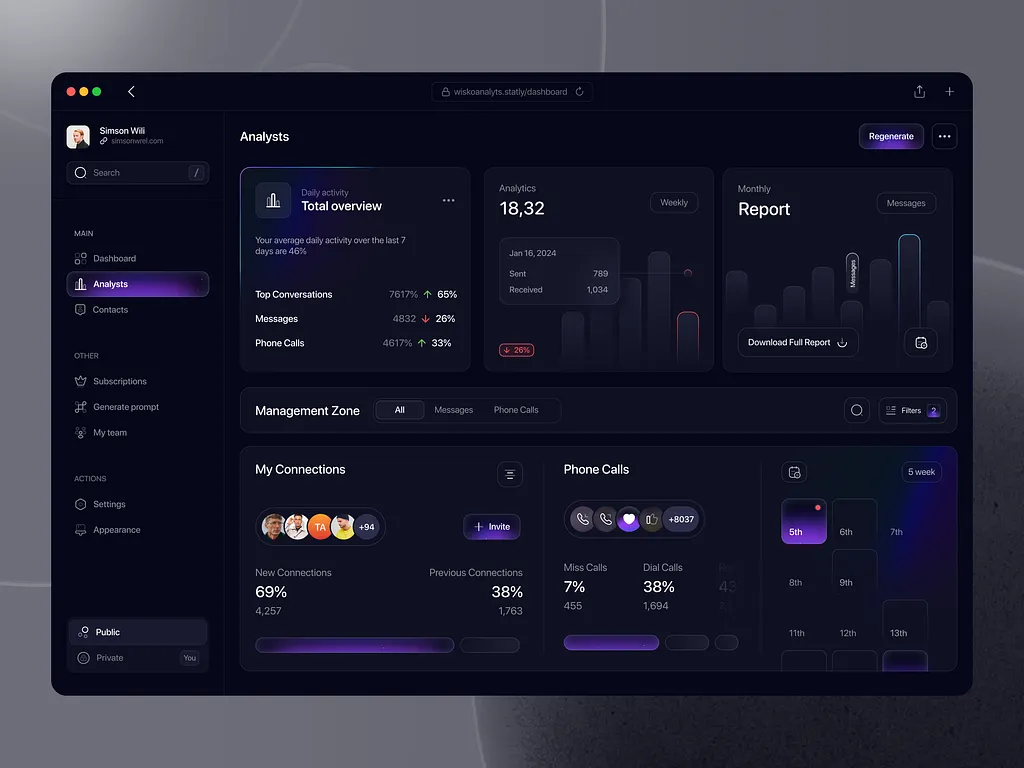 wiskoanalyts.statly/dashboard
Simson Wili
simsonwrel.com
Search /
MAIN
Dashboard
Analysts
Contacts
OTHER
Subscriptions
Generate prompt
My team
ACTIONS
Settings
Appearance
Public
Private You
Analysts
Regenerate
Daily activity
Total overview
Your average daily activity over the last 7
days are 46%
Top Conversations 7617% 65%
Messages 4832 26%
Phone Calls 4617% 33%
Analytics
18,32
Weekly
Jan 16, 2024
Sent 789
Received 1,034
26%
Monthly
Report
Messages
Messages
Download Full Report
Management Zone
All Messages Phone Calls
Filters 2
My Connections
TA +94
Invite
New Connections Previous Connections
69% 38%
4,257 1,763
Phone Calls
+8037
Miss Calls Dial Calls
7% 38% 43
455 1,694
5 week
5th 6th 7th
8th 9th
11th 12th 13th